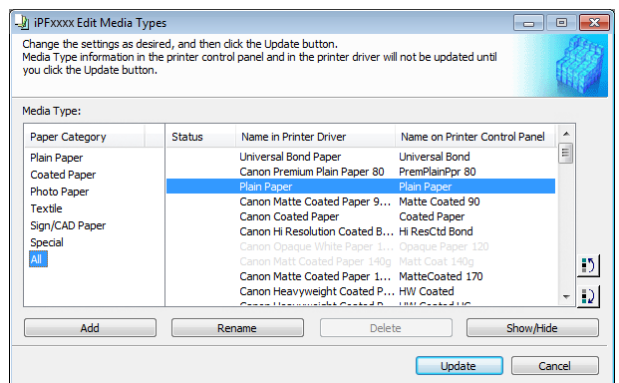 iPFxxxx Edit Media Types
Change the settings as desired, and then click the Update button.
Media Type information in the printer control panel and in the printer driver will not be updated until
you click the Update button.
Media Type:
Paper Category Status Name in Printer Driver Name on Printer Control Panel
Plain Paper
Coated Paper
Photo Paper
Textile
Sign/CAD Paper
Special
All
Universal Bond Paper Universal Bond
Canon Premium Plain Paper 80 PremPlainPpr 80
Plain Paper Plain Paper
Canon Matte Coated Paper 9... Matte Coated 90
Canon Coated Paper Coated Paper
Canon Hi Resolution Coated B... Hi ResCtd Bond
Canon Opaque White Paper 1... Opaque Paper 120
Canon Matt Coated Paper 140g Matt Coat 140g
Canon Matte Coated Paper 1... MatteCoated 170
Canon Heavyweight Coated P... HW Coated
Add Rename Delete Show/Hide
Update Cancel